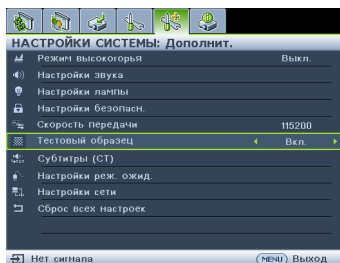 НАСТРОЙКИ СИСТЕМЫ: Дополнит.
Режим высокогорья Выкл.
Настройки звука
Настройки лампы
Настройки безопасн.
Скорость передачи 115200
Тестовый образец Вкл.
Субтитры (СТ)
Настройки реж. ожид.
Настройки сети
Сброс всех настроек
Нет сигнала MENU Выход